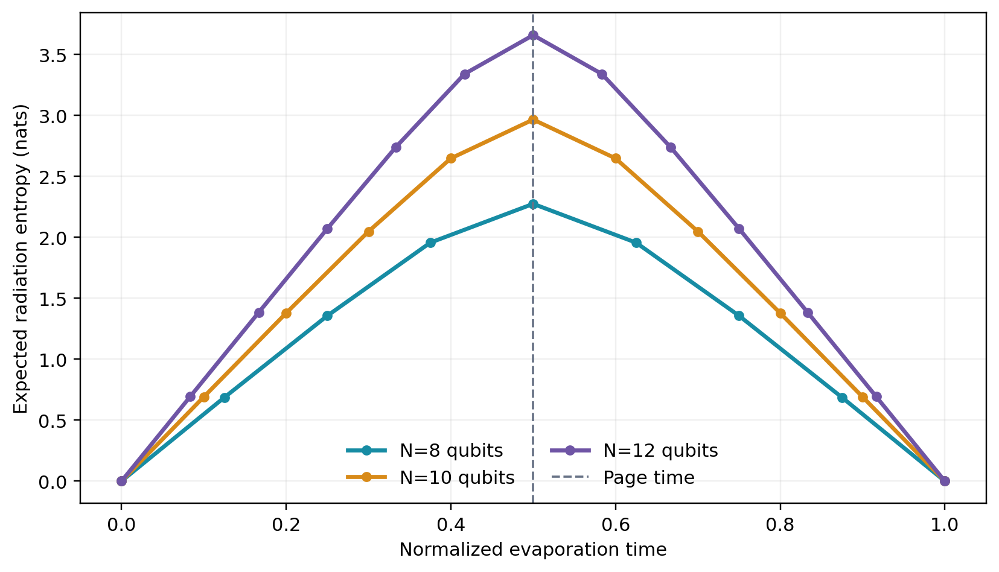 Expected radiation entropy (nats)
3.5
3.0
2.5
2.0
1.5
1.0
0.5
0.0
N=8 qubits
N=10 qubits
N=12 qubits
Page time
0.0 0.2 0.4 0.6 0.8 1.0
Normalized evaporation time